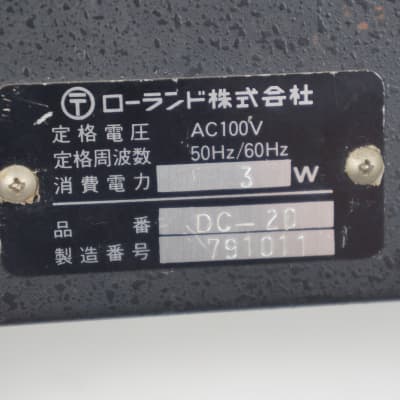 〒 ローランド株式会社
定格電圧 AC100V
定格周波数 50Hz/60Hz
消費電力 3 W
品番 DC-20
製造番号 791011